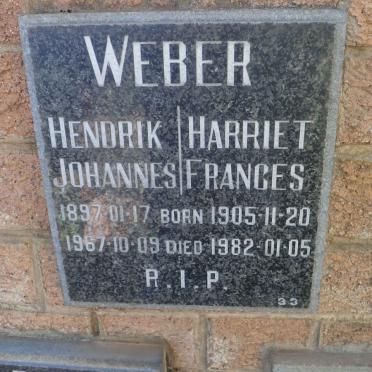 WEBER
HENDRIK HARRIET
JOHANNES FRANCES
1897-01-17 BORN 1905-11-20
1967-10-09 DIED 1982-01-05
R.I.P.
33